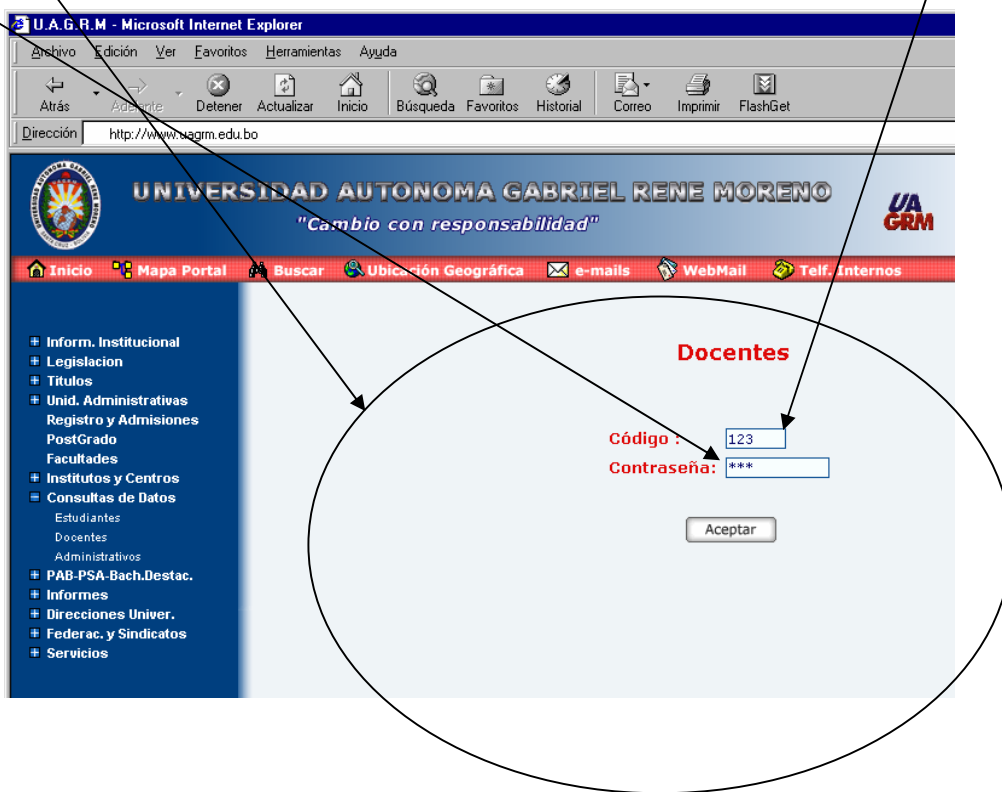 U.A.G.R.M - Microsoft Internet Explorer
Archivo Edición Ver Favoritos Herramientas Ayuda
Atrás Adelante Detener Actualizar Inicio Búsqueda Favoritos Historial Correo Imprimir FlashGet
Dirección http://www.uagrm.edu.bo
UNIVERSIDAD AUTONOMA GABRIEL RENE MORENO
"Cambio con responsabilidad"
UA
GRM
Inicio Mapa Portal Buscar Ubicación Geográfica e-mails WebMail Telf. Internos
Inform. Institucional
Legislacion
Titulos
Unid. Administrativas
Registro y Admisiones
PostGrado
Facultades
Institutos y Centros
Consultas de Datos
Estudiantes
Docentes
Administrativos
PAB-PSA-Bach.Destac.
Informes
Direcciones Univer.
Federac. y Sindicatos
Servicios
Docentes
Código : 123
Contraseña: ***
Aceptar